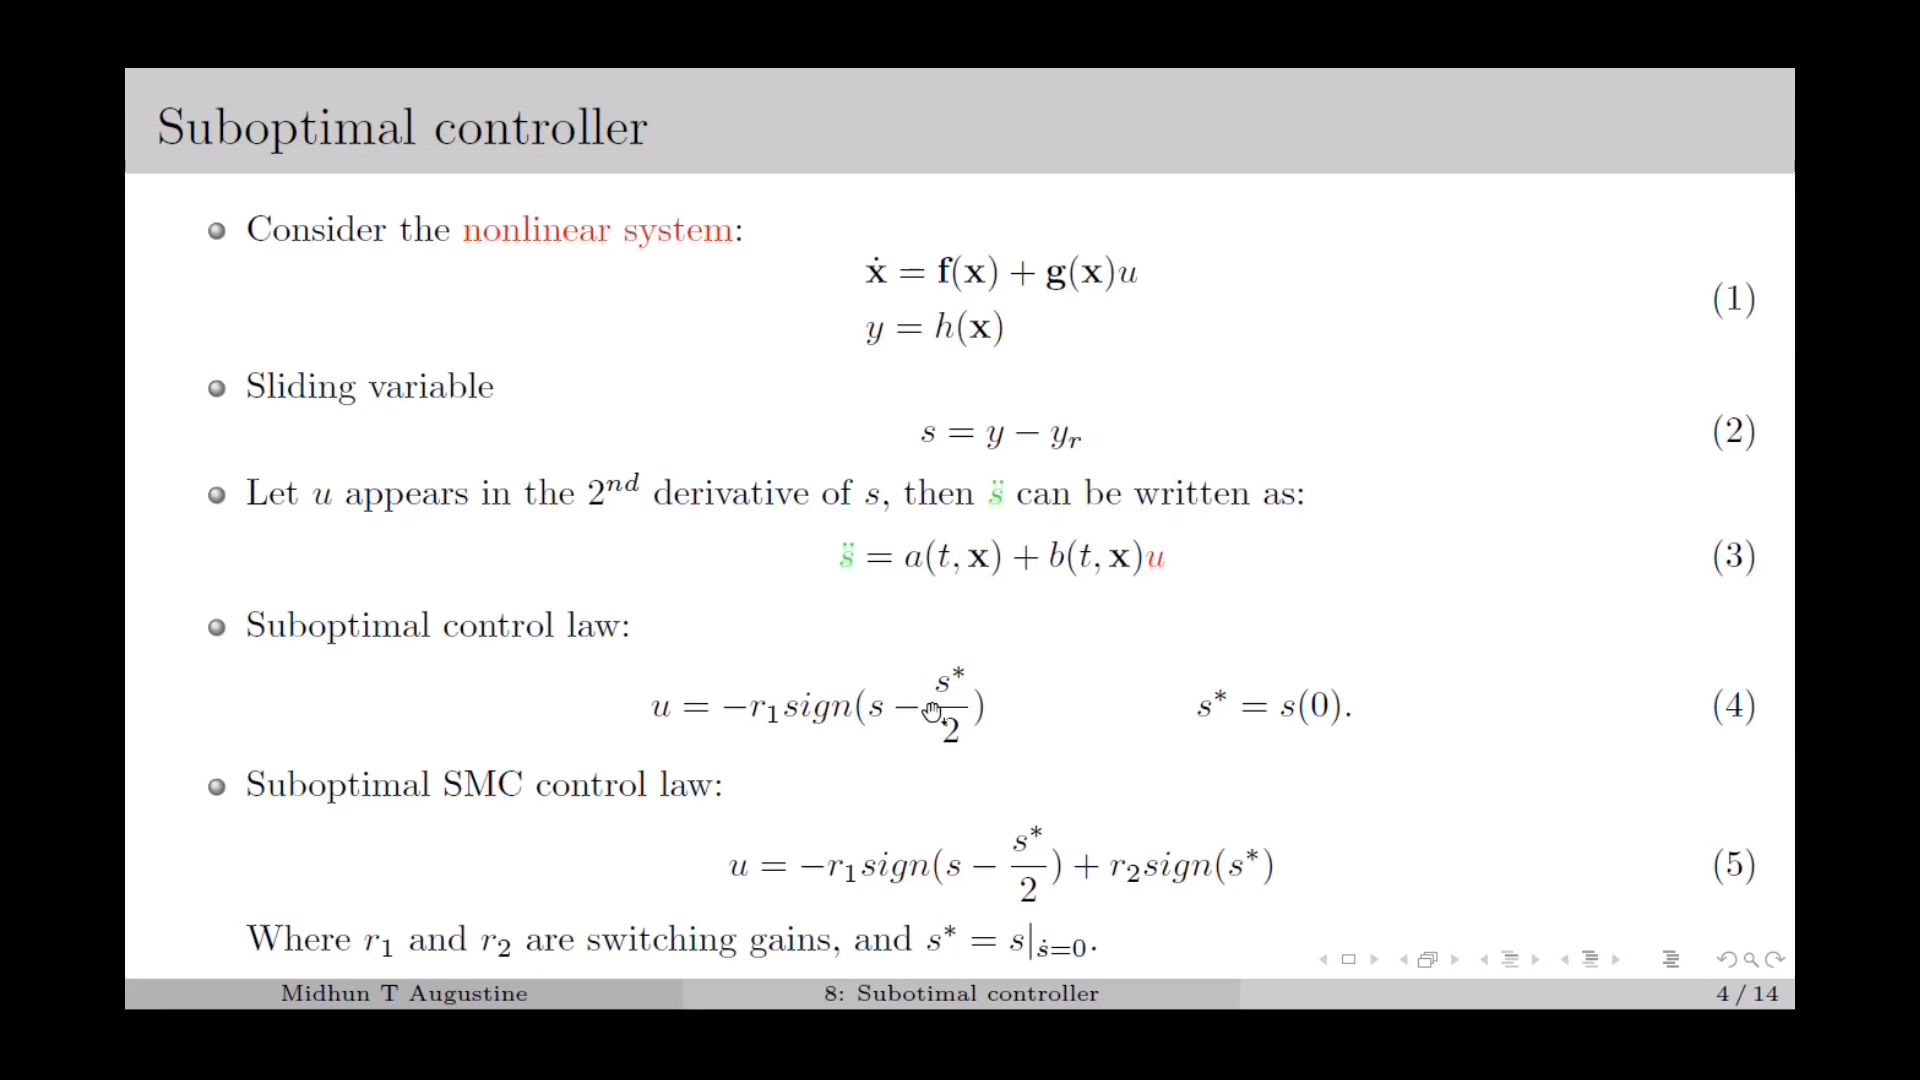 Suboptimal controller
Consider the nonlinear system:
ẋ = f(x) + g(x)u
y = h(x) (1)
Sliding variable
s = y − y_r (2)
Let u appears in the 2^{nd} derivative of s, then s̈ can be written as:
s̈ = a(t, x) + b(t, x)u (3)
Suboptimal control law:
u = −r_1 sign(s − s^*/2) s^* = s(0). (4)
Suboptimal SMC control law:
u = −r_1 sign(s − s^*/2) + r_2 sign(s^*) (5)
Where r_1 and r_2 are switching gains, and s^* = s|_{ṡ=0}.
Midhun T Augustine 8: Subotimal controller 4 / 14